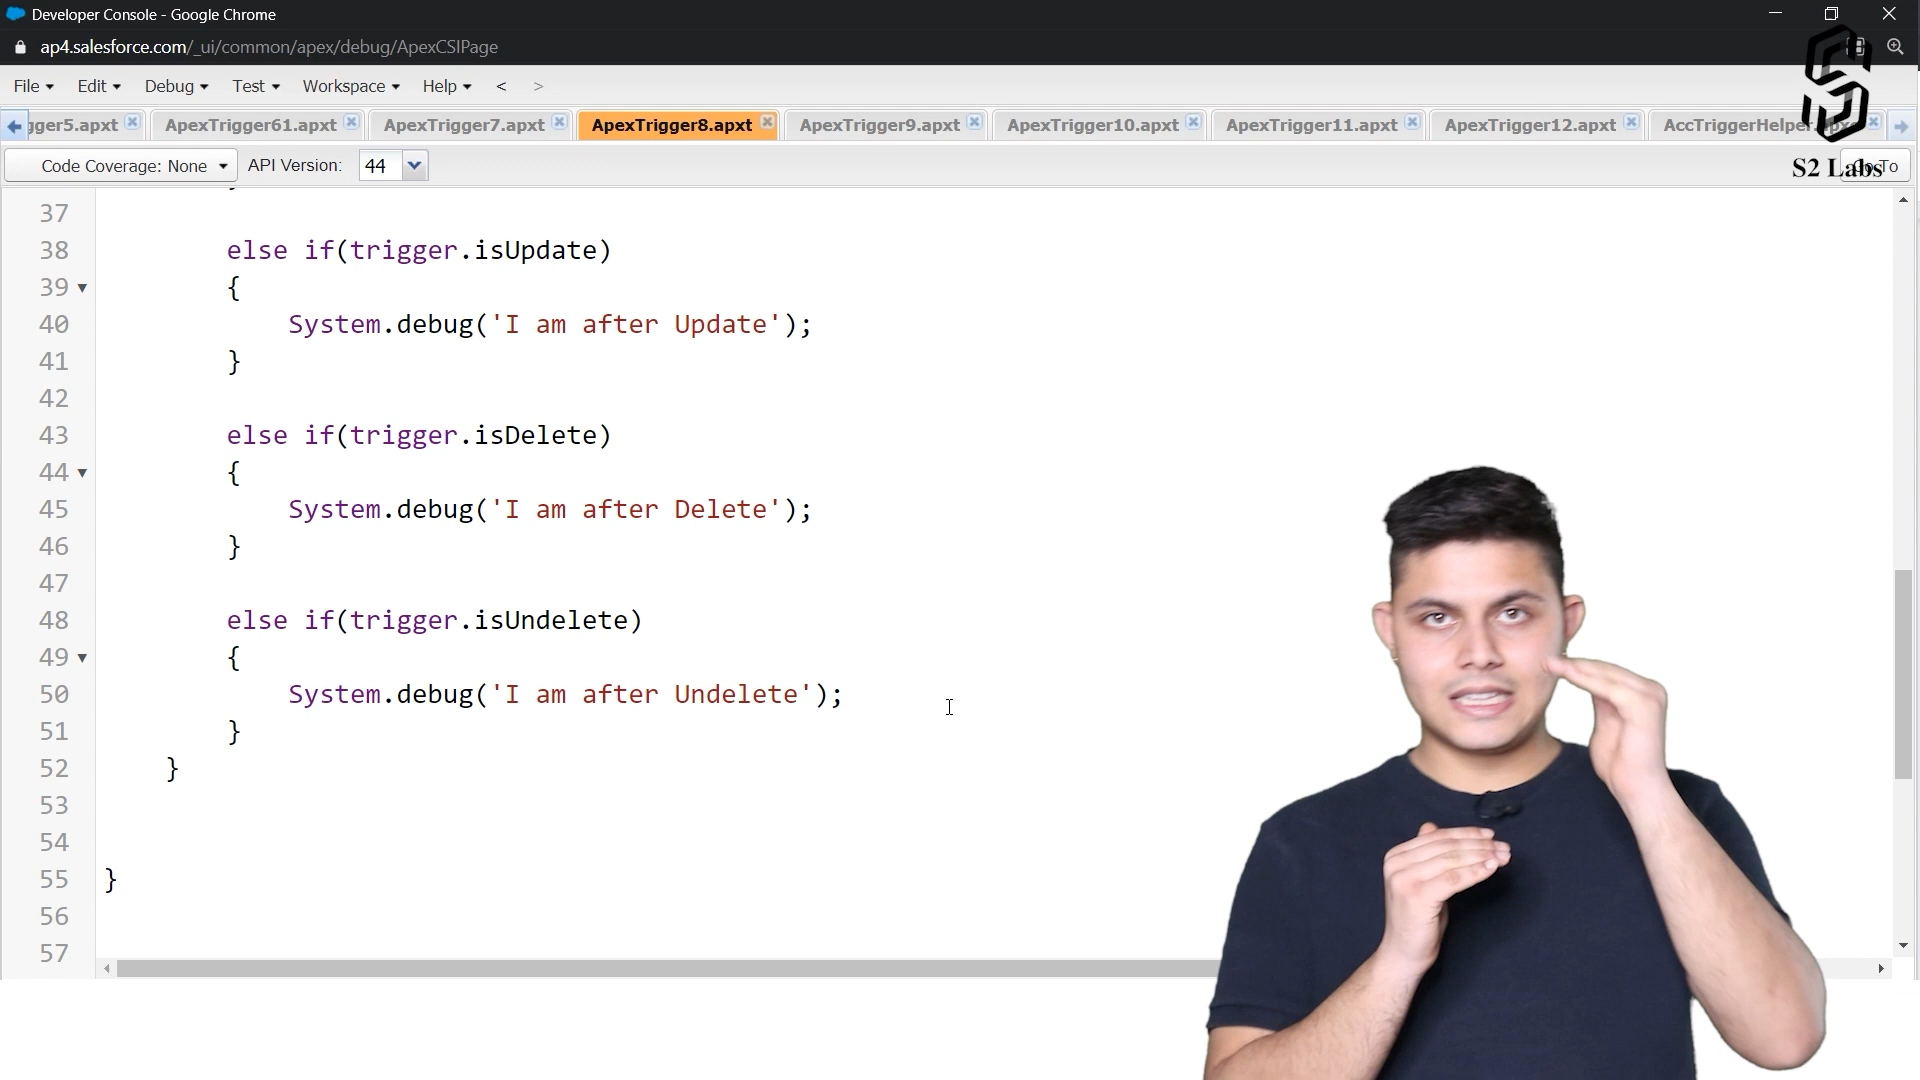 Developer Console - Google Chrome
ap4.salesforce.com/_ui/common/apex/debug/ApexCSIPage
File Edit Debug Test Workspace Help < >
gger5.apxt ApexTrigger61.apxt ApexTrigger7.apxt ApexTrigger8.apxt ApexTrigger9.apxt ApexTrigger10.apxt ApexTrigger11.apxt ApexTrigger12.apxt AccTriggerHelper.apxc
Code Coverage: None API Version: 44 Go To
S2 Labs
37
38 else if(trigger.isUpdate)
39 {
40 System.debug('I am after Update');
41 }
42
43 else if(trigger.isDelete)
44 {
45 System.debug('I am after Delete');
46 }
47
48 else if(trigger.isUndelete)
49 {
50 System.debug('I am after Undelete');
51 }
52 }
53
54
55 }
56
57